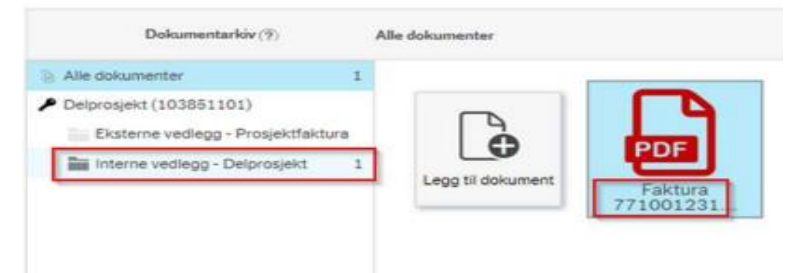 Dokumentarkiv (?)
Alle dokumenter
Alle dokumenter 1
Delprosjekt (103851101)
Eksterne vedlegg - Prosjektfaktura
Interne vedlegg - Delprosjekt 1
Legg til dokument
PDF
Faktura
771001231...